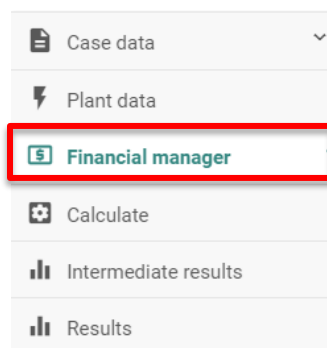 Case data
Plant data
Financial manager
Calculate
Intermediate results
Results